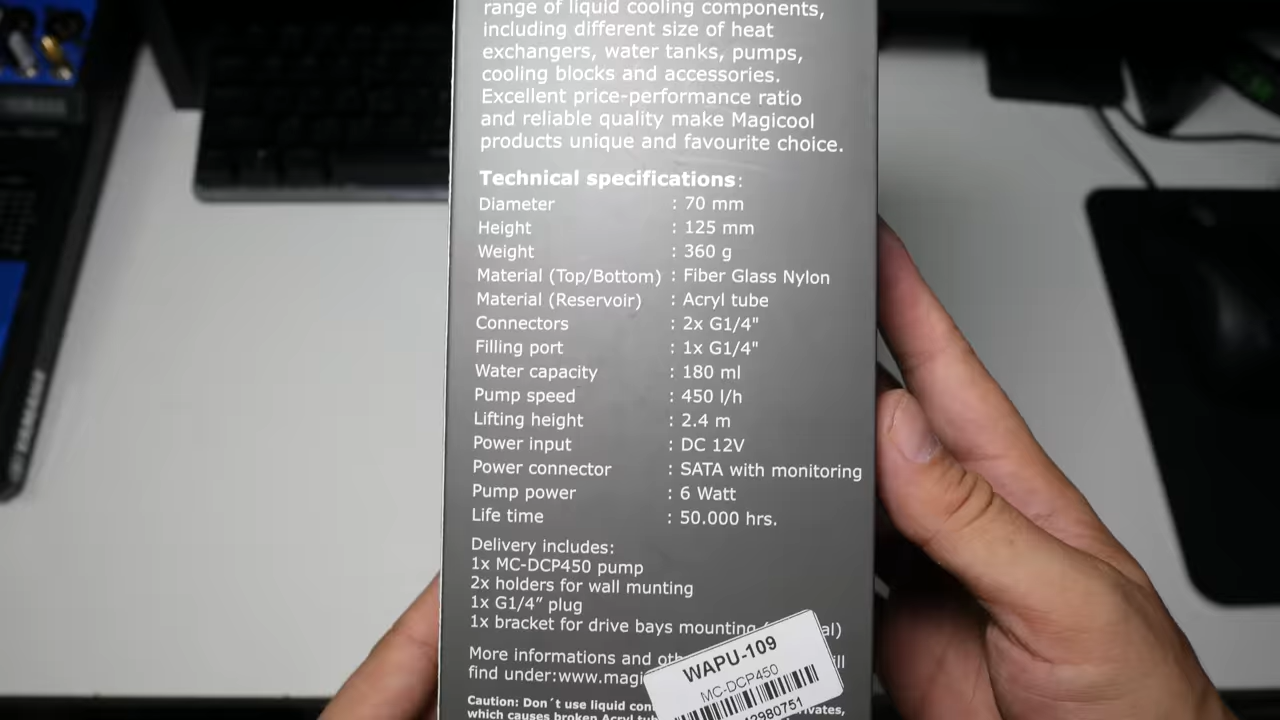 range of liquid cooling components,
including different size of heat
exchangers, water tanks, pumps,
cooling blocks and accessories.
Excellent price-performance ratio
and reliable quality make Magicool
products unique and favourite choice.
Technical specifications:
Diameter : 70 mm
Height : 125 mm
Weight : 360 g
Material (Top/Bottom) : Fiber Glass Nylon
Material (Reservoir) : Acryl tube
Connectors : 2x G1/4"
Filling port : 1x G1/4"
Water capacity : 180 ml
Pump speed : 450 l/h
Lifting height : 2.4 m
Power input : DC 12V
Power connector : SATA with monitoring
Pump power : 6 Watt
Life time : 50.000 hrs.
Delivery includes:
1x MC-DCP450 pump
2x holders for wall munting
1x G1/4” plug
1x bracket for drive bays mounting
More informations and
find under:www.magi
Caution: Don´t use liquid
which causes broken Acryl
WAPU-109
MC-DCP450